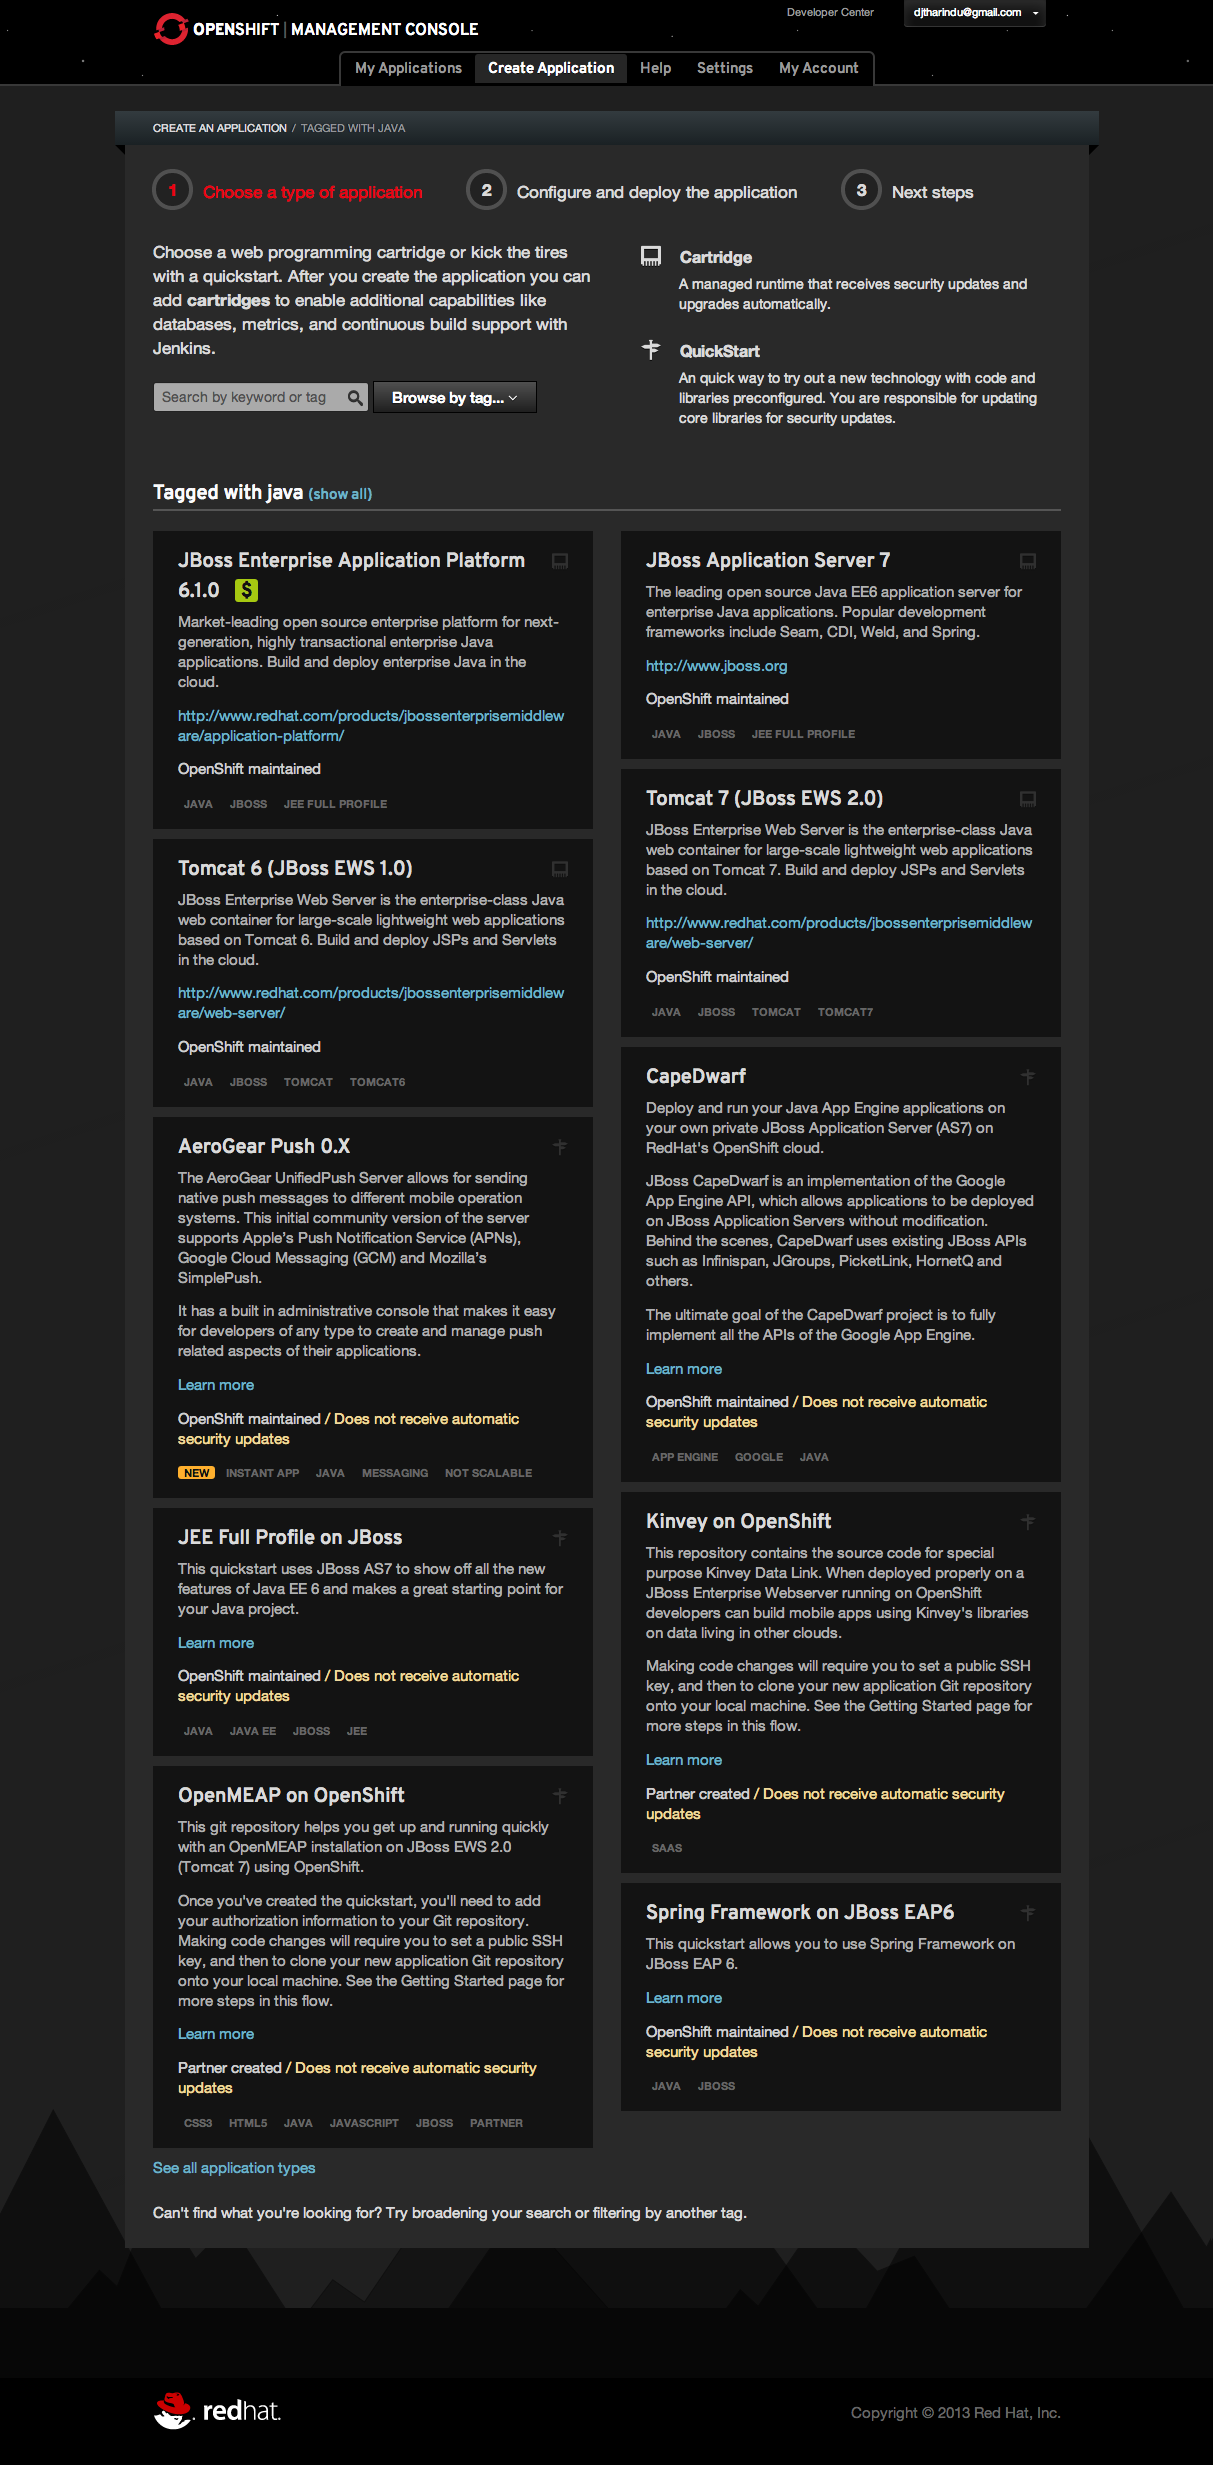 OPENSHIFT | MANAGEMENT CONSOLE
Developer Center
djtharindu@gmail.com
My Applications
Create Application
Help
Settings
My Account
CREATE AN APPLICATION / TAGGED WITH JAVA
1 Choose a type of application
2 Configure and deploy the application
3 Next steps
Choose a web programming cartridge or kick the tires
with a quickstart. After you create the application you can
add cartridges to enable additional capabilities like
databases, metrics, and continuous build support with
Jenkins.
Search by keyword or tag
Browse by tag...
Cartridge
A managed runtime that receives security updates and
upgrades automatically.
QuickStart
An quick way to try out a new technology with code and
libraries preconfigured. You are responsible for updating
core libraries for security updates.
Tagged with java (show all)
JBoss Enterprise Application Platform
6.1.0 $
Market-leading open source enterprise platform for next-
generation, highly transactional enterprise Java
applications. Build and deploy enterprise Java in the
cloud.
http://www.redhat.com/products/jbossenterprisemiddlew
are/application-platform/
OpenShift maintained
JAVA JBOSS JEE FULL PROFILE
Tomcat 6 (JBoss EWS 1.0)
JBoss Enterprise Web Server is the enterprise-class Java
web container for large-scale lightweight web applications
based on Tomcat 6. Build and deploy JSPs and Servlets
in the cloud.
http://www.redhat.com/products/jbossenterprisemiddlew
are/web-server/
OpenShift maintained
JAVA JBOSS TOMCAT TOMCAT6
AeroGear Push 0.X
The AeroGear UnifiedPush Server allows for sending
native push messages to different mobile operation
systems. This initial community version of the server
supports Apple’s Push Notification Service (APNs),
Google Cloud Messaging (GCM) and Mozilla’s
SimplePush.
It has a built in administrative console that makes it easy
for developers of any type to create and manage push
related aspects of their applications.
Learn more
OpenShift maintained / Does not receive automatic
security updates
NEW INSTANT APP JAVA MESSAGING NOT SCALABLE
JEE Full Profile on JBoss
This quickstart uses JBoss AS7 to show off all the new
features of Java EE 6 and makes a great starting point for
your Java project.
Learn more
OpenShift maintained / Does not receive automatic
security updates
JAVA JAVA EE JBOSS JEE
OpenMEAP on OpenShift
This git repository helps you get up and running quickly
with an OpenMEAP installation on JBoss EWS 2.0
(Tomcat 7) using OpenShift.
Once you've created the quickstart, you'll need to add
your authorization information to your Git repository.
Making code changes will require you to set a public SSH
key, and then to clone your new application Git repository
onto your local machine. See the Getting Started page for
more steps in this flow.
Learn more
Partner created / Does not receive automatic security
updates
CSS3 HTML5 JAVA JAVASCRIPT JBOSS PARTNER
JBoss Application Server 7
The leading open source Java EE6 application server for
enterprise Java applications. Popular development
frameworks include Seam, CDI, Weld, and Spring.
http://www.jboss.org
OpenShift maintained
JAVA JBOSS JEE FULL PROFILE
Tomcat 7 (JBoss EWS 2.0)
JBoss Enterprise Web Server is the enterprise-class Java
web container for large-scale lightweight web applications
based on Tomcat 7. Build and deploy JSPs and Servlets
in the cloud.
http://www.redhat.com/products/jbossenterprisemiddlew
are/web-server/
OpenShift maintained
JAVA JBOSS TOMCAT TOMCAT7
CapeDwarf
Deploy and run your Java App Engine applications on
your own private JBoss Application Server (AS7) on
RedHat's OpenShift cloud.
JBoss CapeDwarf is an implementation of the Google
App Engine API, which allows applications to be deployed
on JBoss Application Servers without modification.
Behind the scenes, CapeDwarf uses existing JBoss APIs
such as Infinispan, JGroups, PicketLink, HornetQ and
others.
The ultimate goal of the CapeDwarf project is to fully
implement all the APIs of the Google App Engine.
Learn more
OpenShift maintained / Does not receive automatic
security updates
APP ENGINE GOOGLE JAVA
Kinvey on OpenShift
This repository contains the source code for special
purpose Kinvey Data Link. When deployed properly on a
JBoss Enterprise Webserver running on OpenShift
developers can build mobile apps using Kinvey's libraries
on data living in other clouds.
Making code changes will require you to set a public SSH
key, and then to clone your new application Git repository
onto your local machine. See the Getting Started page for
more steps in this flow.
Learn more
Partner created / Does not receive automatic security
updates
SAAS
Spring Framework on JBoss EAP6
This quickstart allows you to use Spring Framework on
JBoss EAP 6.
Learn more
OpenShift maintained / Does not receive automatic
security updates
JAVA JBOSS
See all application types
Can't find what you're looking for? Try broadening your search or filtering by another tag.
redhat.
Copyright © 2013 Red Hat, Inc.